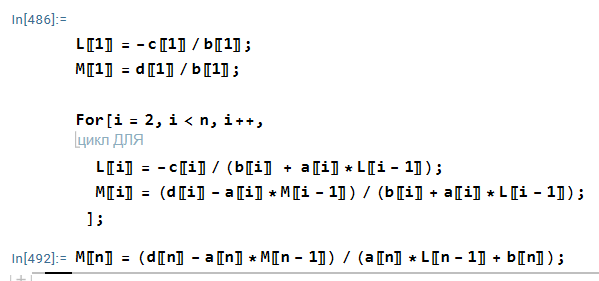 In[486]:=
L〚1〛 = -c〚1〛 / b〚1〛;
M〚1〛 = d〚1〛 / b〚1〛;
For[i = 2, i < n, i++,
цикл ДЛЯ
L〚i〛 = -c〚i〛 / (b〚i〛 + a〚i〛 * L〚i - 1〛);
M〚i〛 = (d〚i〛 - a〚i〛 * M〚i - 1〛) / (b〚i〛 + a〚i〛 * L〚i - 1〛);
];
In[492]:= M〚n〛 = (d〚n〛 - a〚n〛 * M〚n - 1〛) / (a〚n〛 * L〚n - 1〛 + b〚n〛);